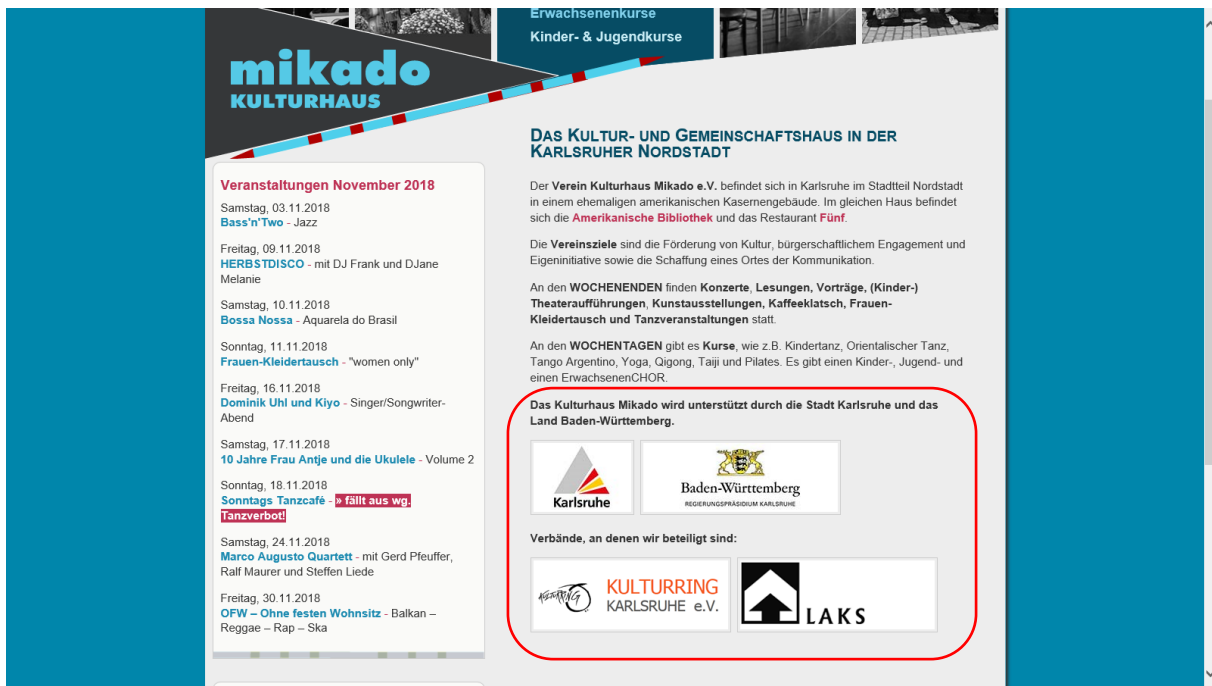 Erwachsenenkurse
Kinder- & Jugendkurse
mikado
KULTURHAUS
Veranstaltungen November 2018
Samstag, 03.11.2018
Bass'n'Two - Jazz
Freitag, 09.11.2018
HERBSTDISCO - mit DJ Frank und DJane
Melanie
Samstag, 10.11.2018
Bossa Nossa - Aquarela do Brasil
Sonntag, 11.11.2018
Frauen-Kleidertausch - "women only"
Freitag, 16.11.2018
Dominik Uhl und Kiyo - Singer/Songwriter-
Abend
Samstag, 17.11.2018
10 Jahre Frau Antje und die Ukulele - Volume 2
Sonntag, 18.11.2018
Sonntags Tanzcafé - » fällt aus wg.
Tanzverbot!
Samstag, 24.11.2018
Marco Augusto Quartett - mit Gerd Pfeuffer,
Ralf Maurer und Steffen Liede
Freitag, 30.11.2018
OFW – Ohne festen Wohnsitz - Balkan –
Reggae – Rap – Ska
DAS KULTUR- UND GEMEINSCHAFTSHAUS IN DER
KARLSRUHER NORDSTADT
Der Verein Kulturhaus Mikado e.V. befindet sich in Karlsruhe im Stadtteil Nordstadt
in einem ehemaligen amerikanischen Kasernengebäude. Im gleichen Haus befindet
sich die Amerikanische Bibliothek und das Restaurant Fünf.
Die Vereinsziele sind die Förderung von Kultur, bürgerschaftlichem Engagement und
Eigeninitiative sowie die Schaffung eines Ortes der Kommunikation.
An den WOCHENENDEN finden Konzerte, Lesungen, Vorträge, (Kinder-)
Theateraufführungen, Kunstausstellungen, Kaffeeklatsch, Frauen-
Kleidertausch und Tanzveranstaltungen statt.
An den WOCHENTAGEN gibt es Kurse, wie z.B. Kindertanz, Orientalischer Tanz,
Tango Argentino, Yoga, Qigong, Taiji und Pilates. Es gibt einen Kinder-, Jugend- und
einen ErwachsenenCHOR.
Das Kulturhaus Mikado wird unterstützt durch die Stadt Karlsruhe und das
Land Baden-Württemberg.
Karlsruhe
Baden-Württemberg
REGIERUNGSPRÄSIDIUM KARLSRUHE
Verbände, an denen wir beteiligt sind:
KULTURRING
KULTURRING
KARLSRUHE e.V.
LAKS